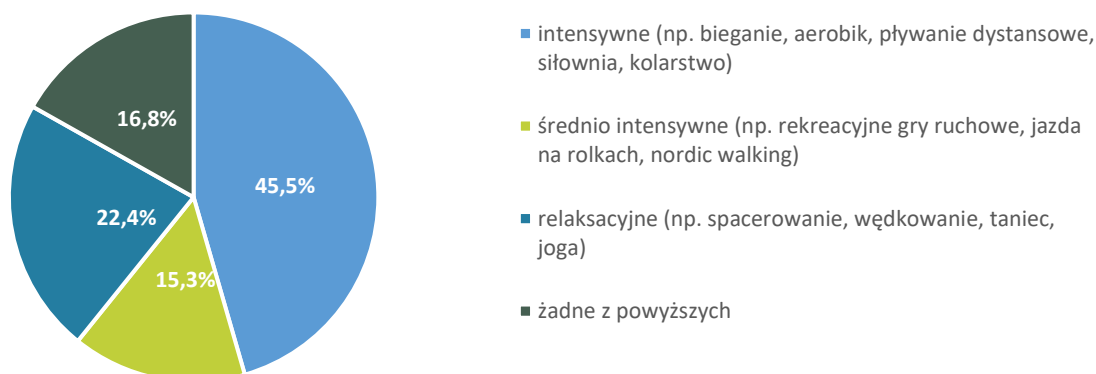 intensywne (np. bieganie, aerobik, pływanie dystansowe,
siłownia, kolarstwo)
16,8%
średnio intensywne (np. rekreacyjne gry ruchowe, jazda
na rolkach, nordic walking)
45,5%
22,4%
relaksacyjne (np. spacerowanie, wędkowanie, taniec,
joga)
15,3%
żadne z powyższych